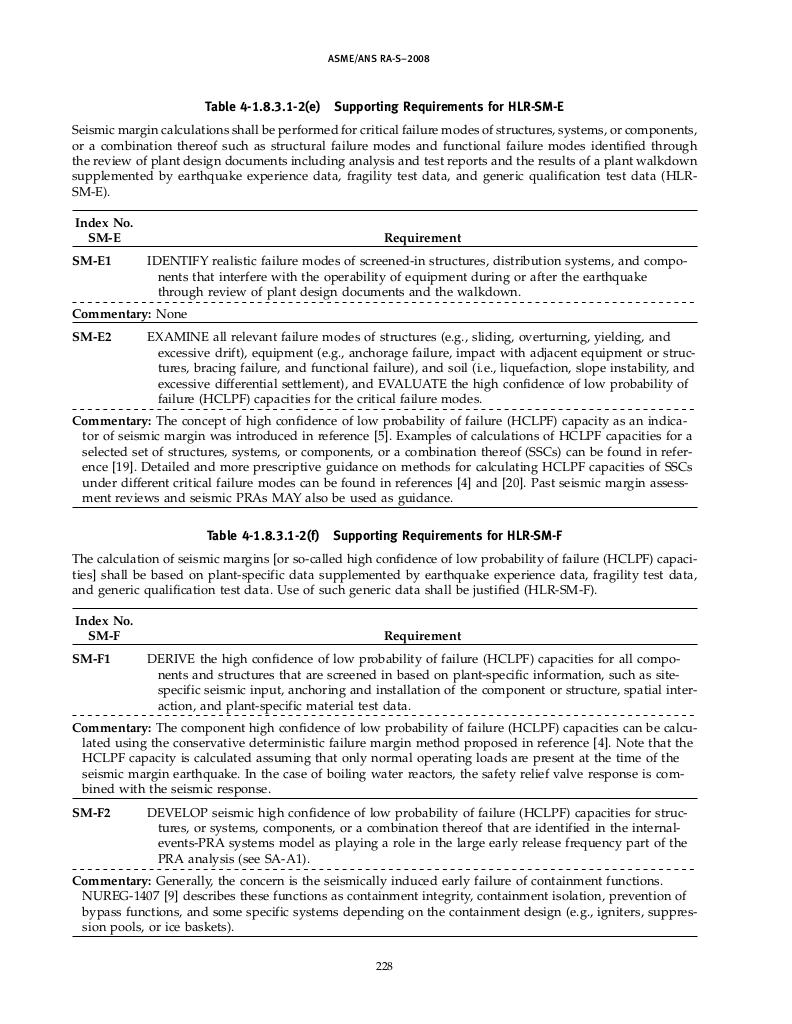 ASME/ANS RA-S–2008
Table 4-1.8.3.1-2(e) Supporting Requirements for HLR-SM-E
Seismic margin calculations shall be performed for critical failure modes of structures, systems, or components,
or a combination thereof such as structural failure modes and functional failure modes identified through
the review of plant design documents including analysis and test reports and the results of a plant walkdown
supplemented by earthquake experience data, fragility test data, and generic qualification test data (HLR-
SM-E).
Index No.
SM-E Requirement
SM-E1 IDENTIFY realistic failure modes of screened-in structures, distribution systems, and compo-
nents that interfere with the operability of equipment during or after the earthquake
through review of plant design documents and the walkdown.
Commentary: None
SM-E2 EXAMINE all relevant failure modes of structures (e.g., sliding, overturning, yielding, and
excessive drift), equipment (e.g., anchorage failure, impact with adjacent equipment or struc-
tures, bracing failure, and functional failure), and soil (i.e., liquefaction, slope instability, and
excessive differential settlement), and EVALUATE the high confidence of low probability of
failure (HCLPF) capacities for the critical failure modes.
Commentary: The concept of high confidence of low probability of failure (HCLPF) capacity as an indica-
tor of seismic margin was introduced in reference [5]. Examples of calculations of HCLPF capacities for a
selected set of structures, systems, or components, or a combination thereof (SSCs) can be found in refer-
ence [19]. Detailed and more prescriptive guidance on methods for calculating HCLPF capacities of SSCs
under different critical failure modes can be found in references [4] and [20]. Past seismic margin assess-
ment reviews and seismic PRAs MAY also be used as guidance.
Table 4-1.8.3.1-2(f) Supporting Requirements for HLR-SM-F
The calculation of seismic margins [or so-called high confidence of low probability of failure (HCLPF) capaci-
ties] shall be based on plant-specific data supplemented by earthquake experience data, fragility test data,
and generic qualification test data. Use of such generic data shall be justified (HLR-SM-F).
Index No.
SM-F Requirement
SM-F1 DERIVE the high confidence of low probability of failure (HCLPF) capacities for all compo-
nents and structures that are screened in based on plant-specific information, such as site-
specific seismic input, anchoring and installation of the component or structure, spatial inter-
action, and plant-specific material test data.
Commentary: The component high confidence of low probability of failure (HCLPF) capacities can be calcu-
lated using the conservative deterministic failure margin method proposed in reference [4]. Note that the
HCLPF capacity is calculated assuming that only normal operating loads are present at the time of the
seismic margin earthquake. In the case of boiling water reactors, the safety relief valve response is com-
bined with the seismic response.
SM-F2 DEVELOP seismic high confidence of low probability of failure (HCLPF) capacities for struc-
tures, or systems, components, or a combination thereof that are identified in the internal-
events-PRA systems model as playing a role in the large early release frequency part of the
PRA analysis (see SA-A1).
Commentary: Generally, the concern is the seismically induced early failure of containment functions.
NUREG-1407 [9] describes these functions as containment integrity, containment isolation, prevention of
bypass functions, and some specific systems depending on the containment design (e.g., igniters, suppres-
sion pools, or ice baskets).
228